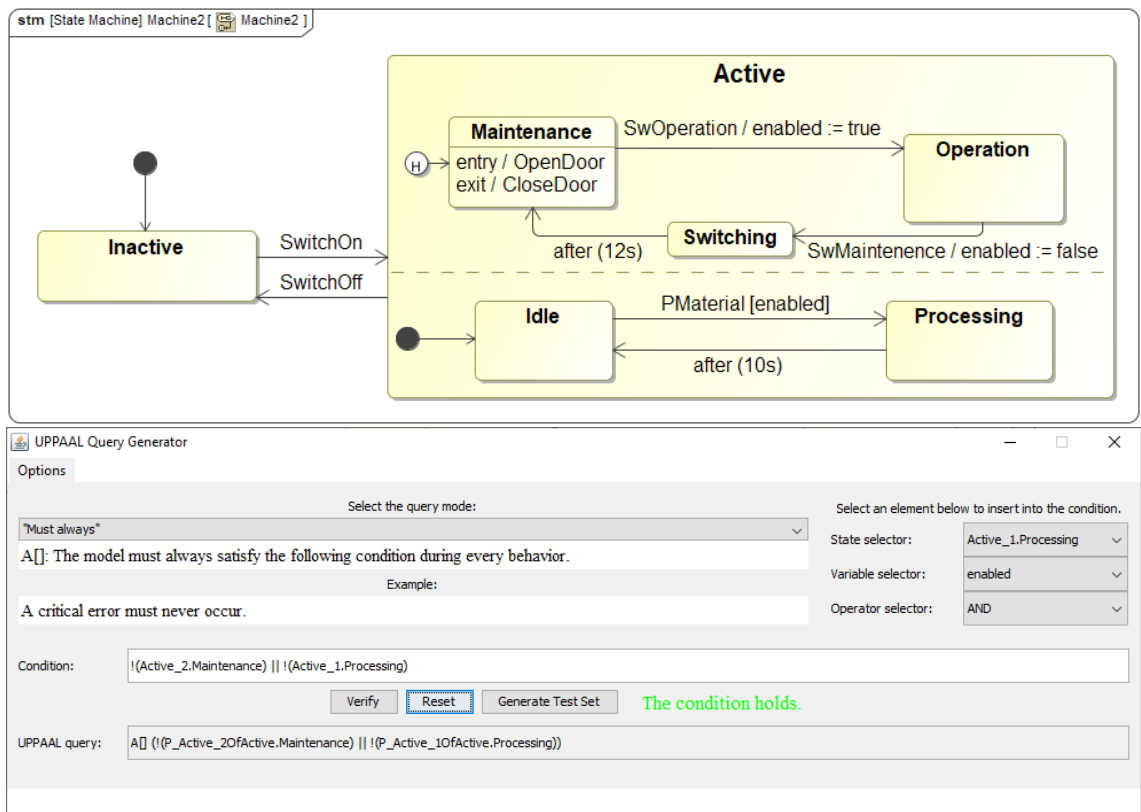 stm [State Machine] Machine2 [ Machine2 ]
Active
Maintenance
entry / OpenDoor
exit / CloseDoor
SwOperation / enabled := true
Operation
H
Inactive
SwitchOn
SwitchOff
Switching
after (12s)
SwMaintenence / enabled := false
Idle
PMaterial [enabled]
Processing
after (10s)
UPPAAL Query Generator
Options
Select the query mode:
"Must always"
A[]: The model must always satisfy the following condition during every behavior.
Example:
A critical error must never occur.
Select an element below to insert into the condition.
State selector: Active_1.Processing
Variable selector: enabled
Operator selector: AND
Condition: !(Active_2.Maintenance) || !(Active_1.Processing)
Verify Reset Generate Test Set The condition holds.
UPPAAL query: A[] (!(P_Active_2OfActive.Maintenance) || !(P_Active_1OfActive.Processing))